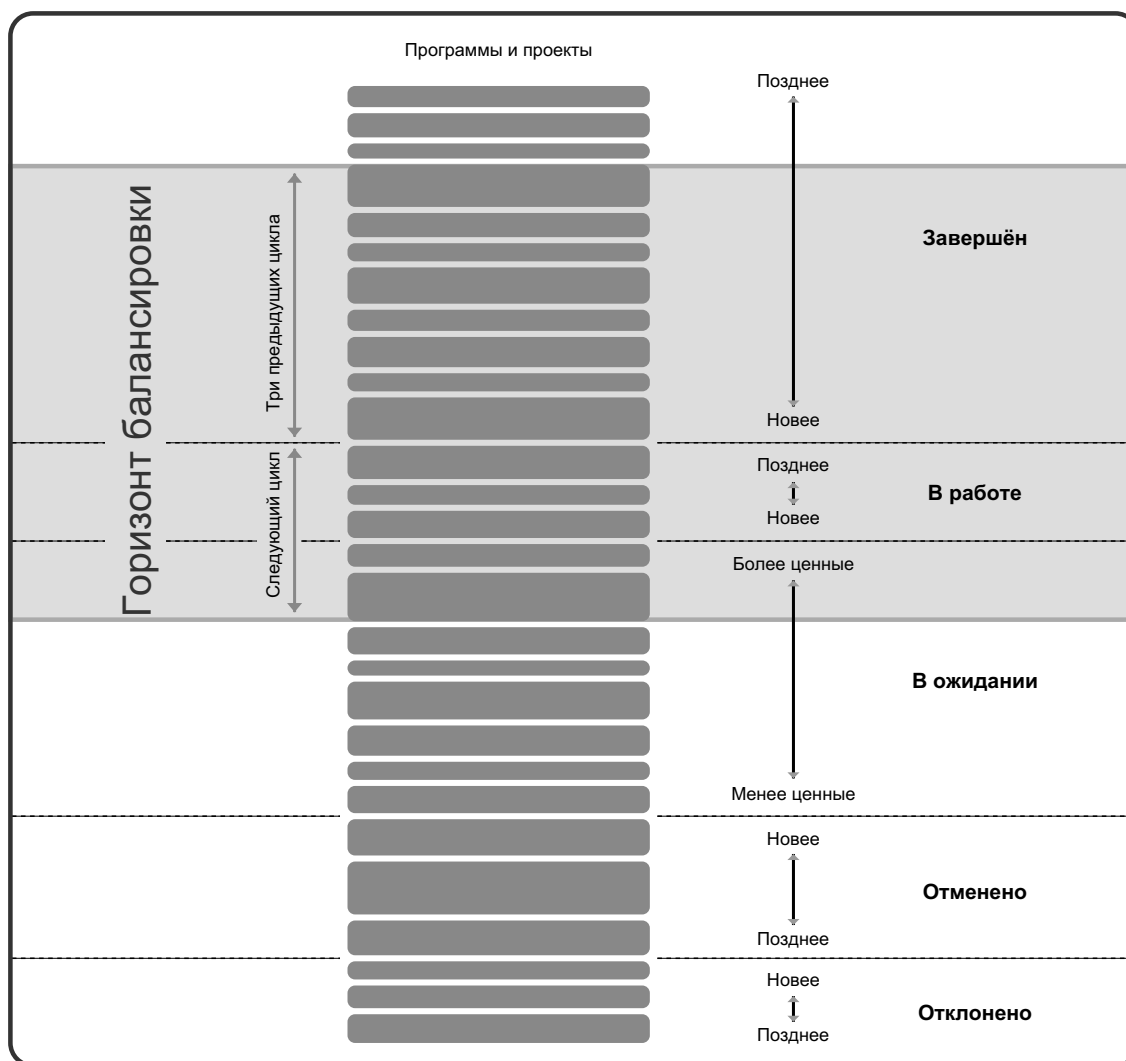 Программы и проекты
Позднее
Горизонт балансировки
Три предыдущих цикла
Завершён
Новее
Следующий цикл
Позднее
В работе
Новее
Более ценные
В ожидании
Менее ценные
Новее
Отменено
Позднее
Новее
Отклонено
Позднее